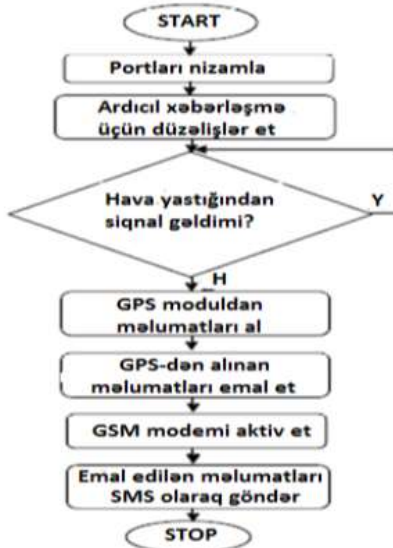 START
Portları nizamla
Ardıcıl xəbərləşmə
üçün düzəlişlər et
Hava yastığından
siqnal gəldimi?
Y
H
GPS moduldan
məlumatları al
GPS-dən alınan
məlumatları emal et
GSM modemi aktiv et
Emal edilən məlumatları
SMS olaraq göndər
STOP